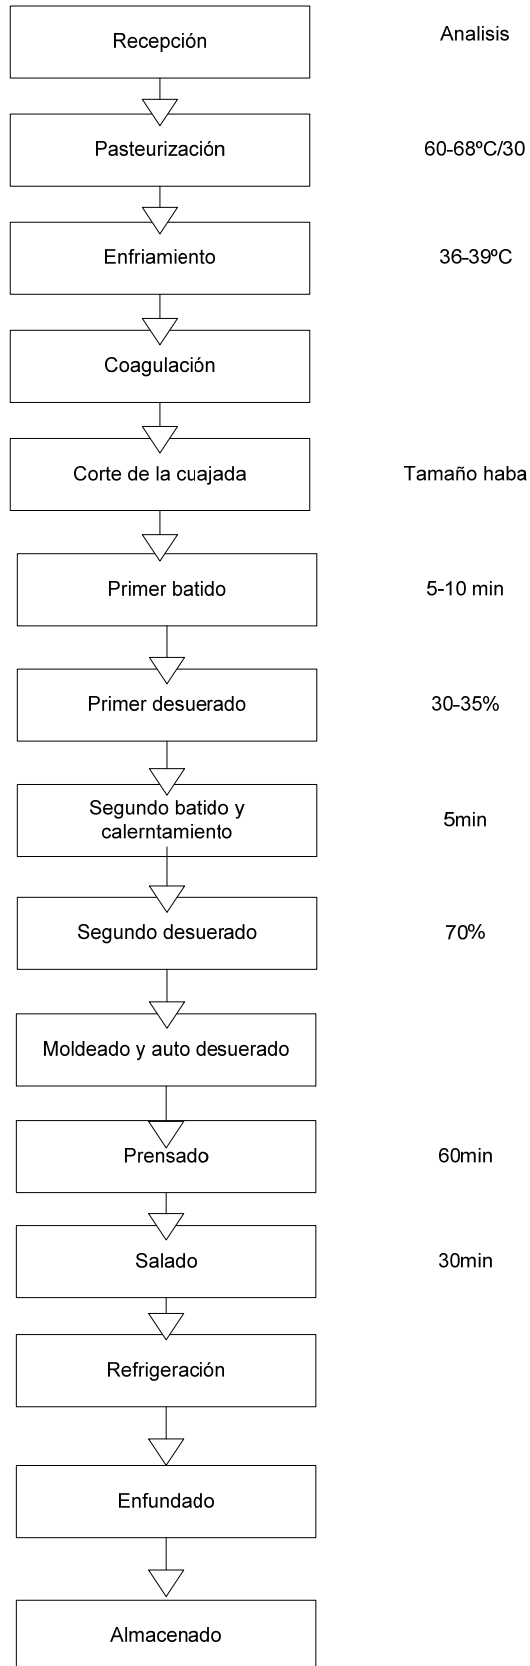 Recepción
Analisis
Pasteurización
60-68ºC/30
Enfriamiento
36-39ºC
Coagulación
Corte de la cuajada
Tamaño haba
Primer batido
5-10 min
Primer desuerado
30-35%
Segundo batido y
calerntamiento
5min
Segundo desuerado
70%
Moldeado y auto desuerado
Prensado
60min
Salado
30min
Refrigeración
Enfundado
Almacenado